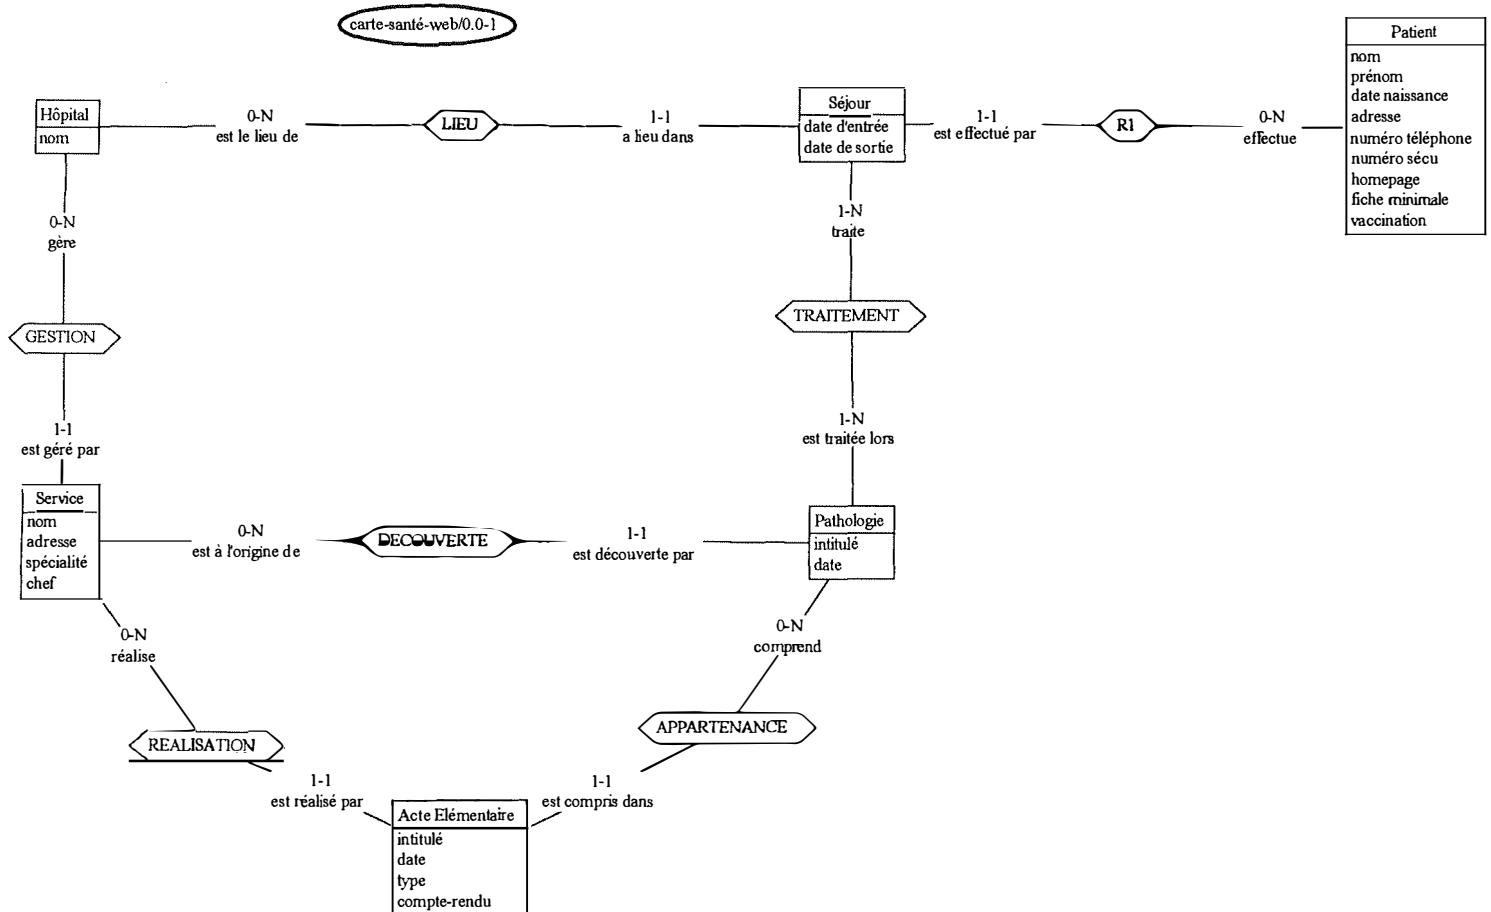 carte-santé-web/0.0-1
Patient
nom
prénom
date naissance
adresse
numéro téléphone
numéro sécu
homepage
fiche minimale
vaccination
Hôpital
nom
0-N
est le lieu de
LIEU
1-1
a lieu dans
Séjour
date d'entrée
date de sortie
1-1
est effectué par
R1
0-N
effectue
0-N
gère
1-N
traite
GESTION
TRAITEMENT
1-1
est géré par
1-N
est traitée lors
Service
nom
adresse
spécialité
chef
0-N
est à l'origine de
DECOUVERTE
1-1
est découverte par
Pathologie
intitulé
date
0-N
réalise
0-N
comprend
REALISATION
APPARTENANCE
1-1
est réalisé par
1-1
est compris dans
Acte Elémentaire
intitulé
date
type
compte-rendu